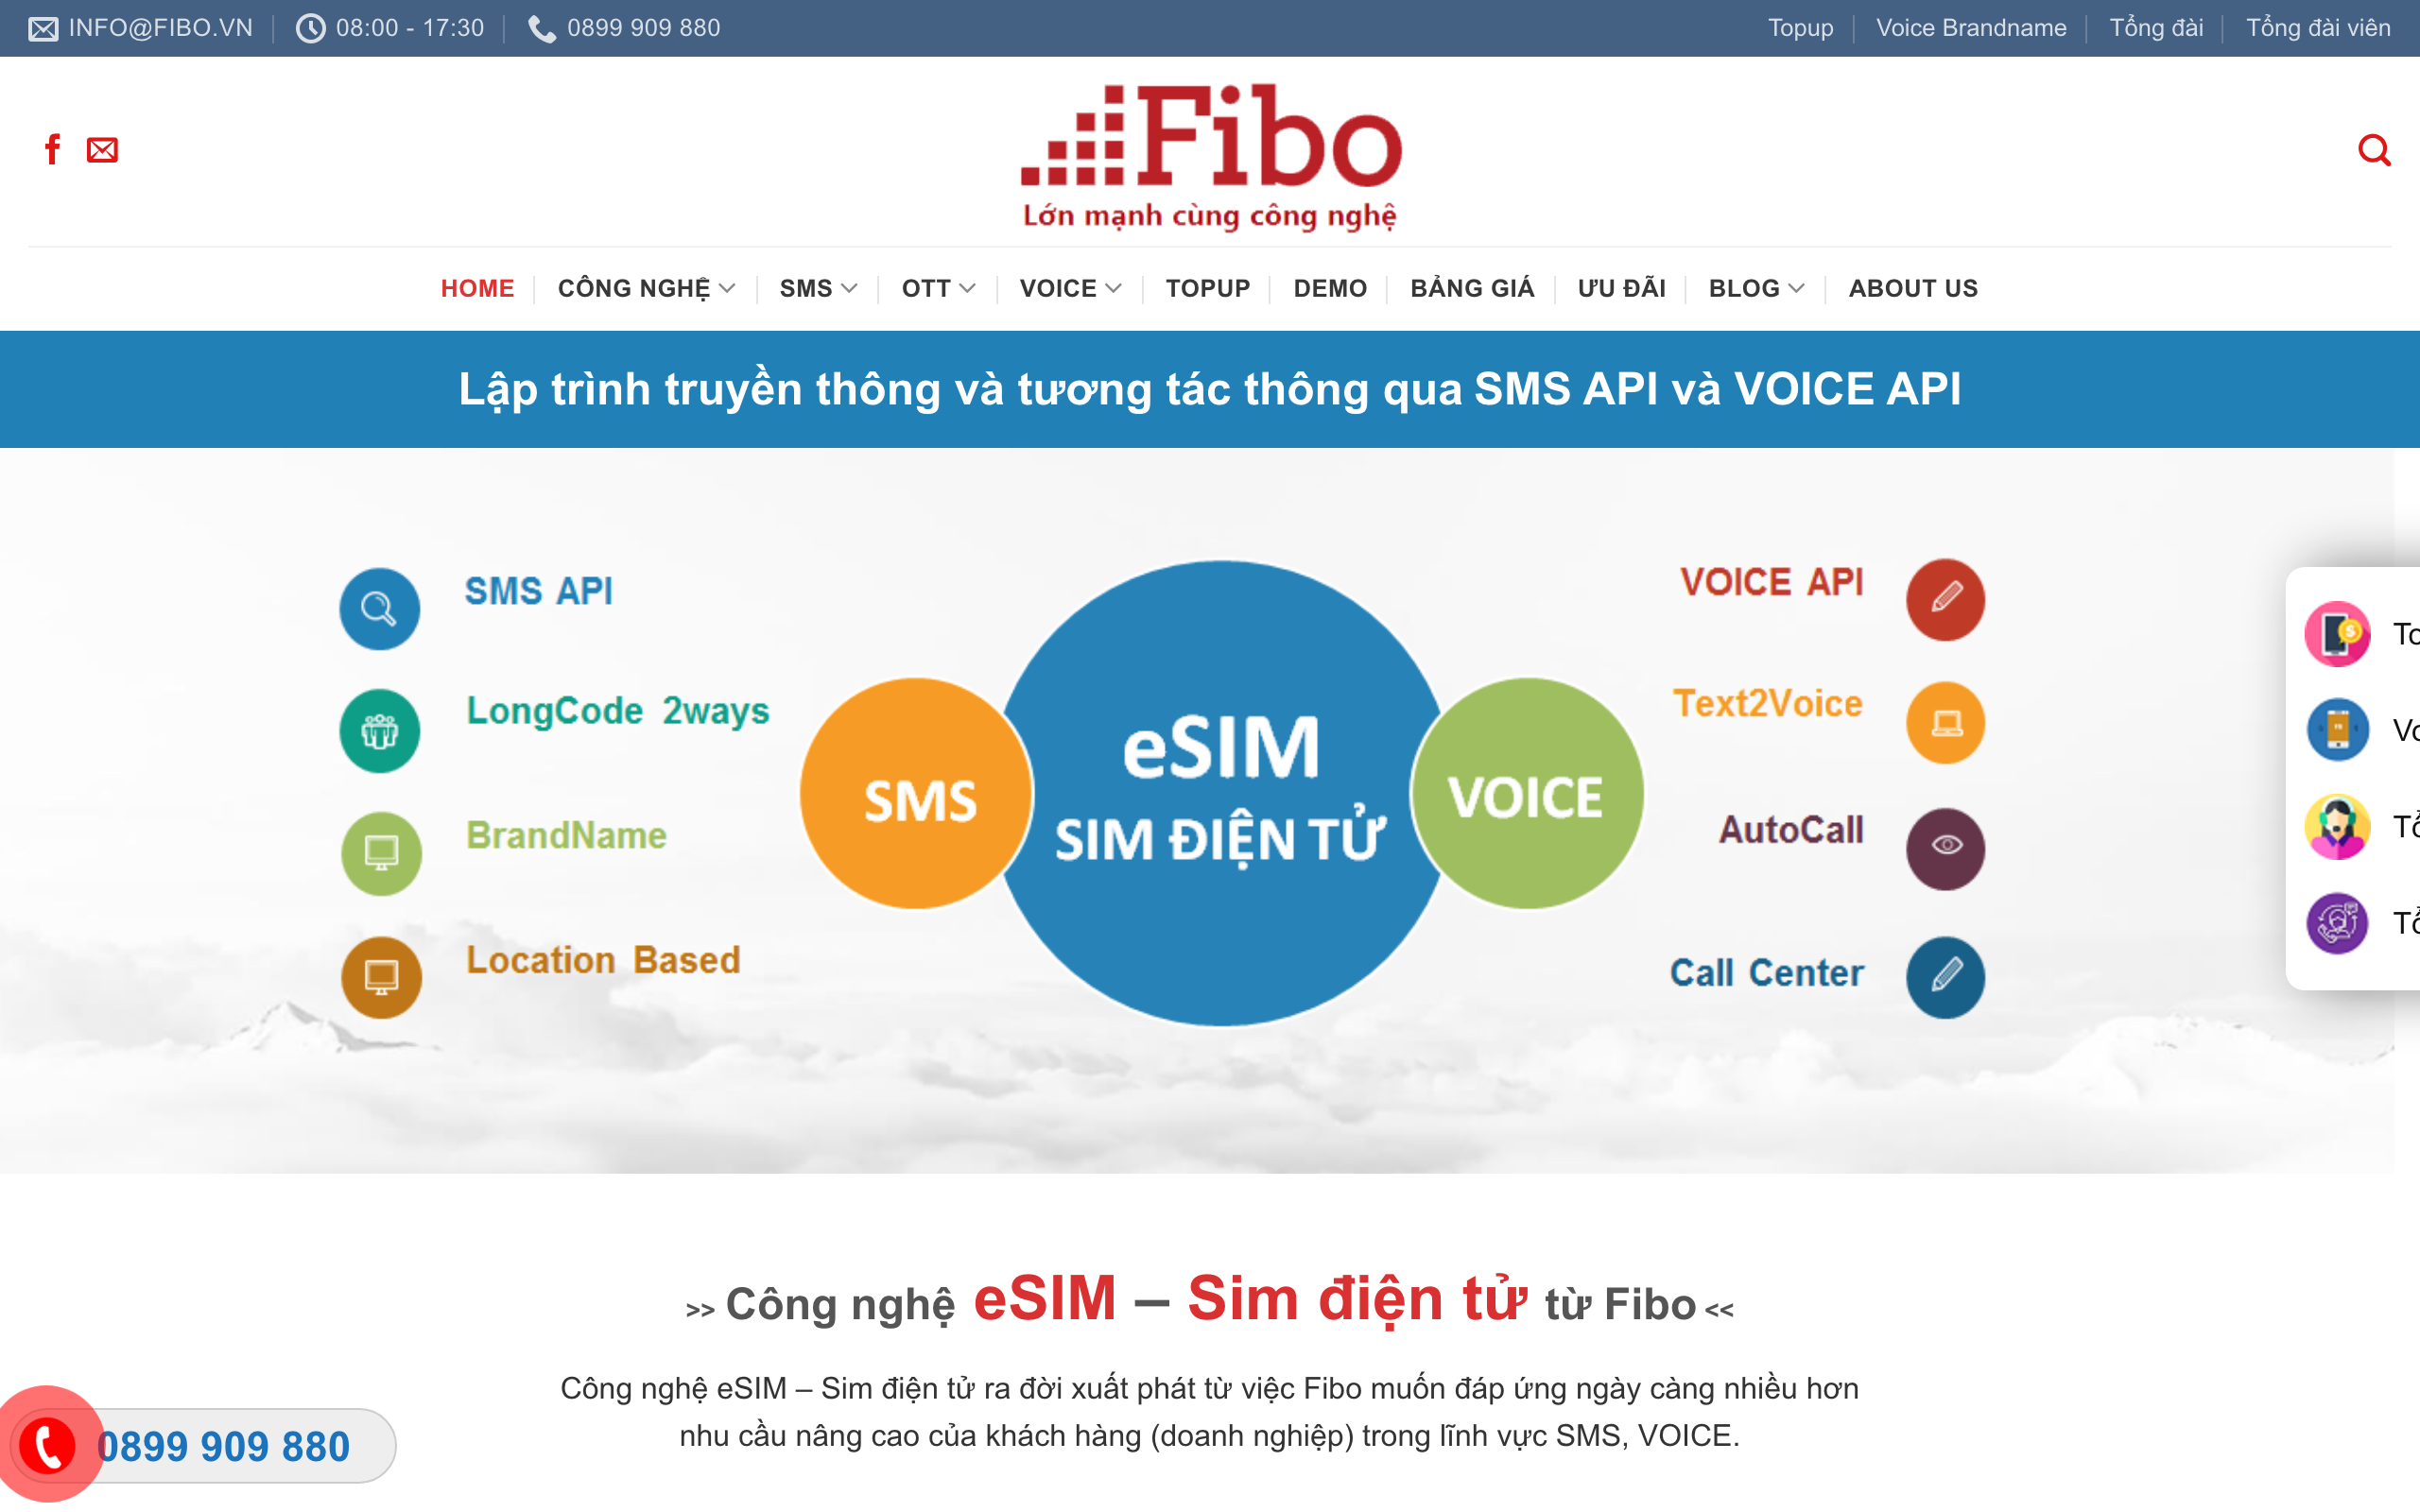 INFO@FIBO.VN 08:00 - 17:30 0899 909 880 Topup Voice Brandname Tổng đài Tổng đài viên
Fibo
Lớn mạnh cùng công nghệ
HOME CÔNG NGHỆ SMS OTT VOICE TOPUP DEMO BẢNG GIÁ ƯU ĐÃI BLOG ABOUT US
Lập trình truyền thông và tương tác thông qua SMS API và VOICE API
SMS API
LongCode 2ways
BrandName
Location Based
SMS
eSIM
SIM ĐIỆN TỬ
VOICE
VOICE API
Text2Voice
AutoCall
Call Center
>> Công nghệ eSIM – Sim điện tử từ Fibo <<
Công nghệ eSIM – Sim điện tử ra đời xuất phát từ việc Fibo muốn đáp ứng ngày càng nhiều hơn
nhu cầu nâng cao của khách hàng (doanh nghiệp) trong lĩnh vực SMS, VOICE.
0899 909 880